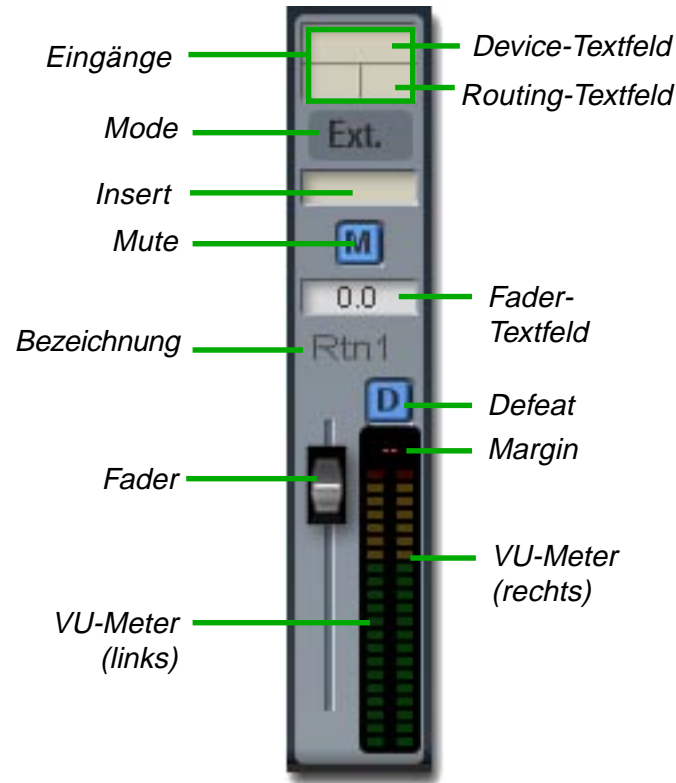 Eingänge
Device-Textfeld
Routing-Textfeld
Mode
Ext.
Insert
Mute
M
0.0
Fader-
Textfeld
Bezeichnung
Rtn1
D
Defeat
--
Margin
Fader
VU-Meter
(rechts)
VU-Meter
(links)